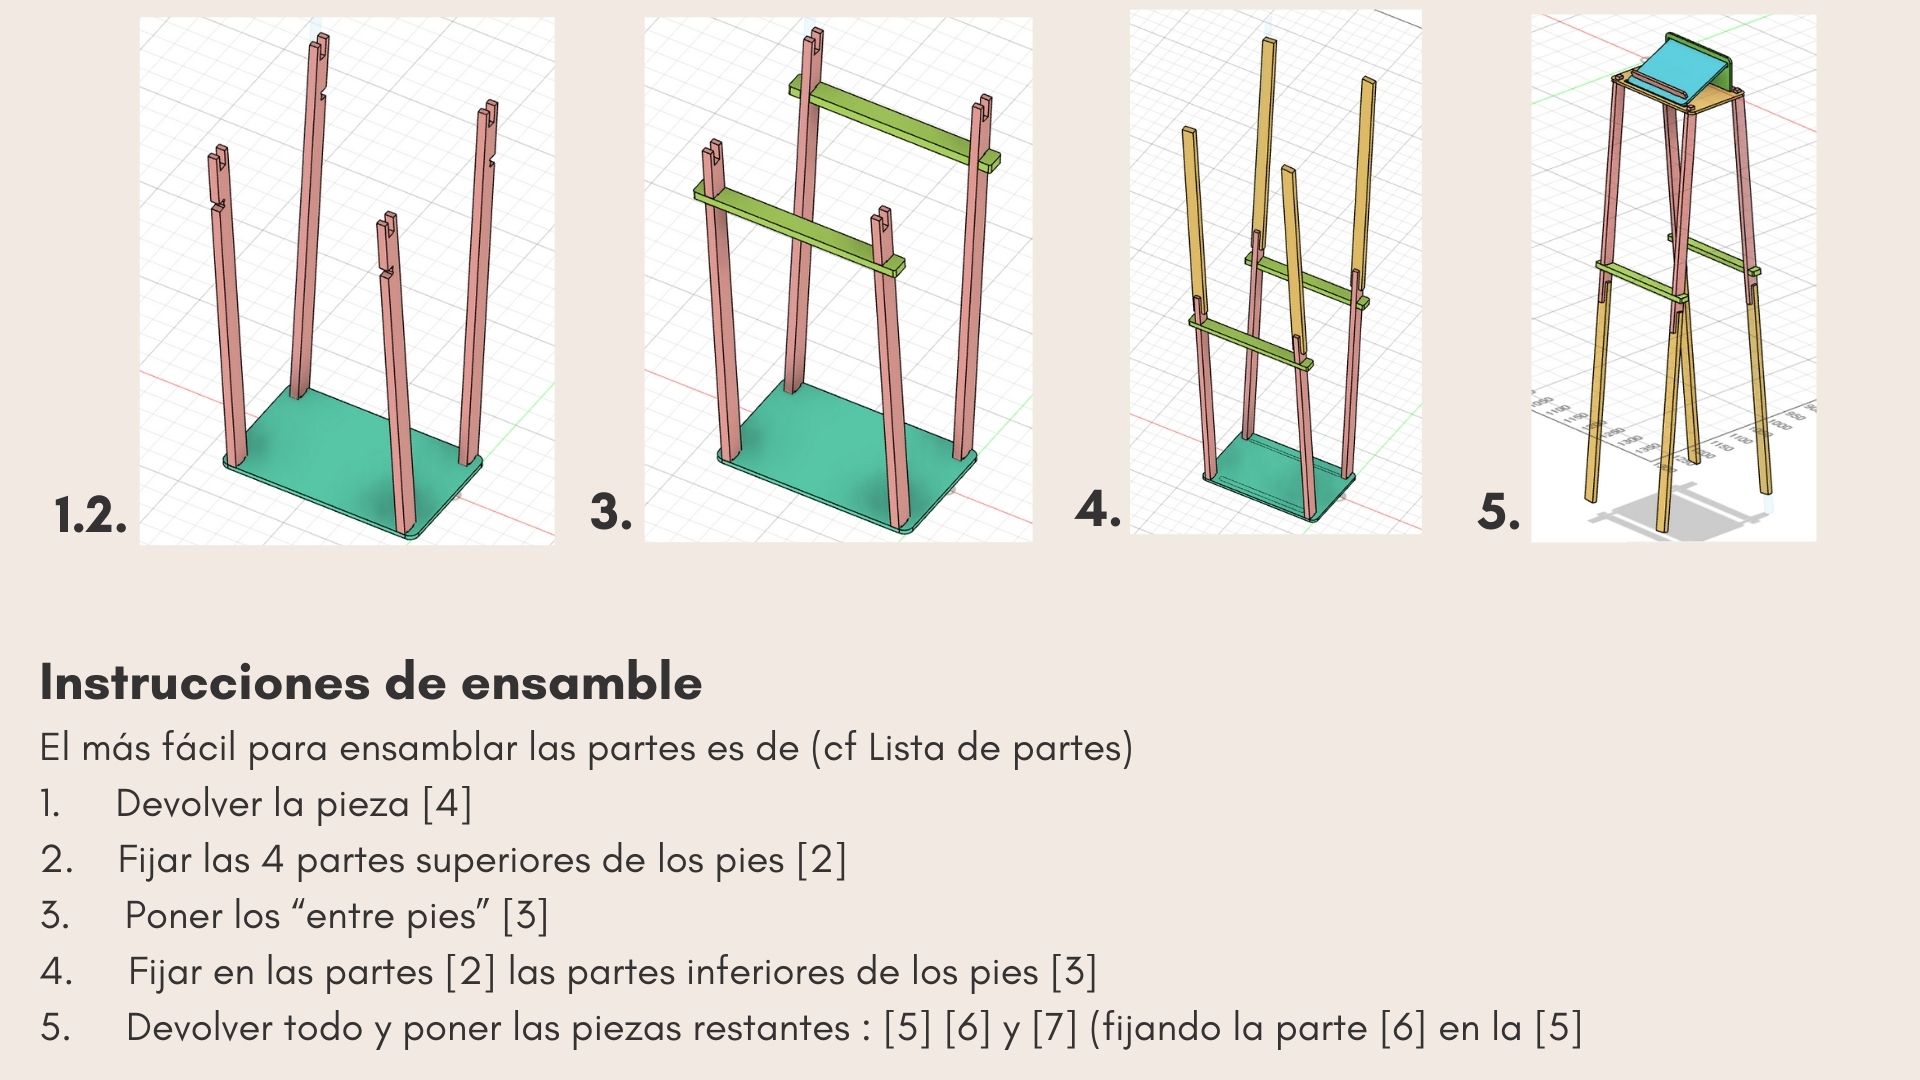 1.2.
3.
4.
5.
Instrucciones de ensamble
El más fácil para ensamblar las partes es de (cf Lista de partes)
1. Devolver la pieza [4]
2. Fijar las 4 partes superiores de los pies [2]
3. Poner los “entre pies” [3]
4. Fijar en las partes [2] las partes inferiores de los pies [3]
5. Devolver todo y poner las piezas restantes : [5] [6] y [7] (fijando la parte [6] en la [5]